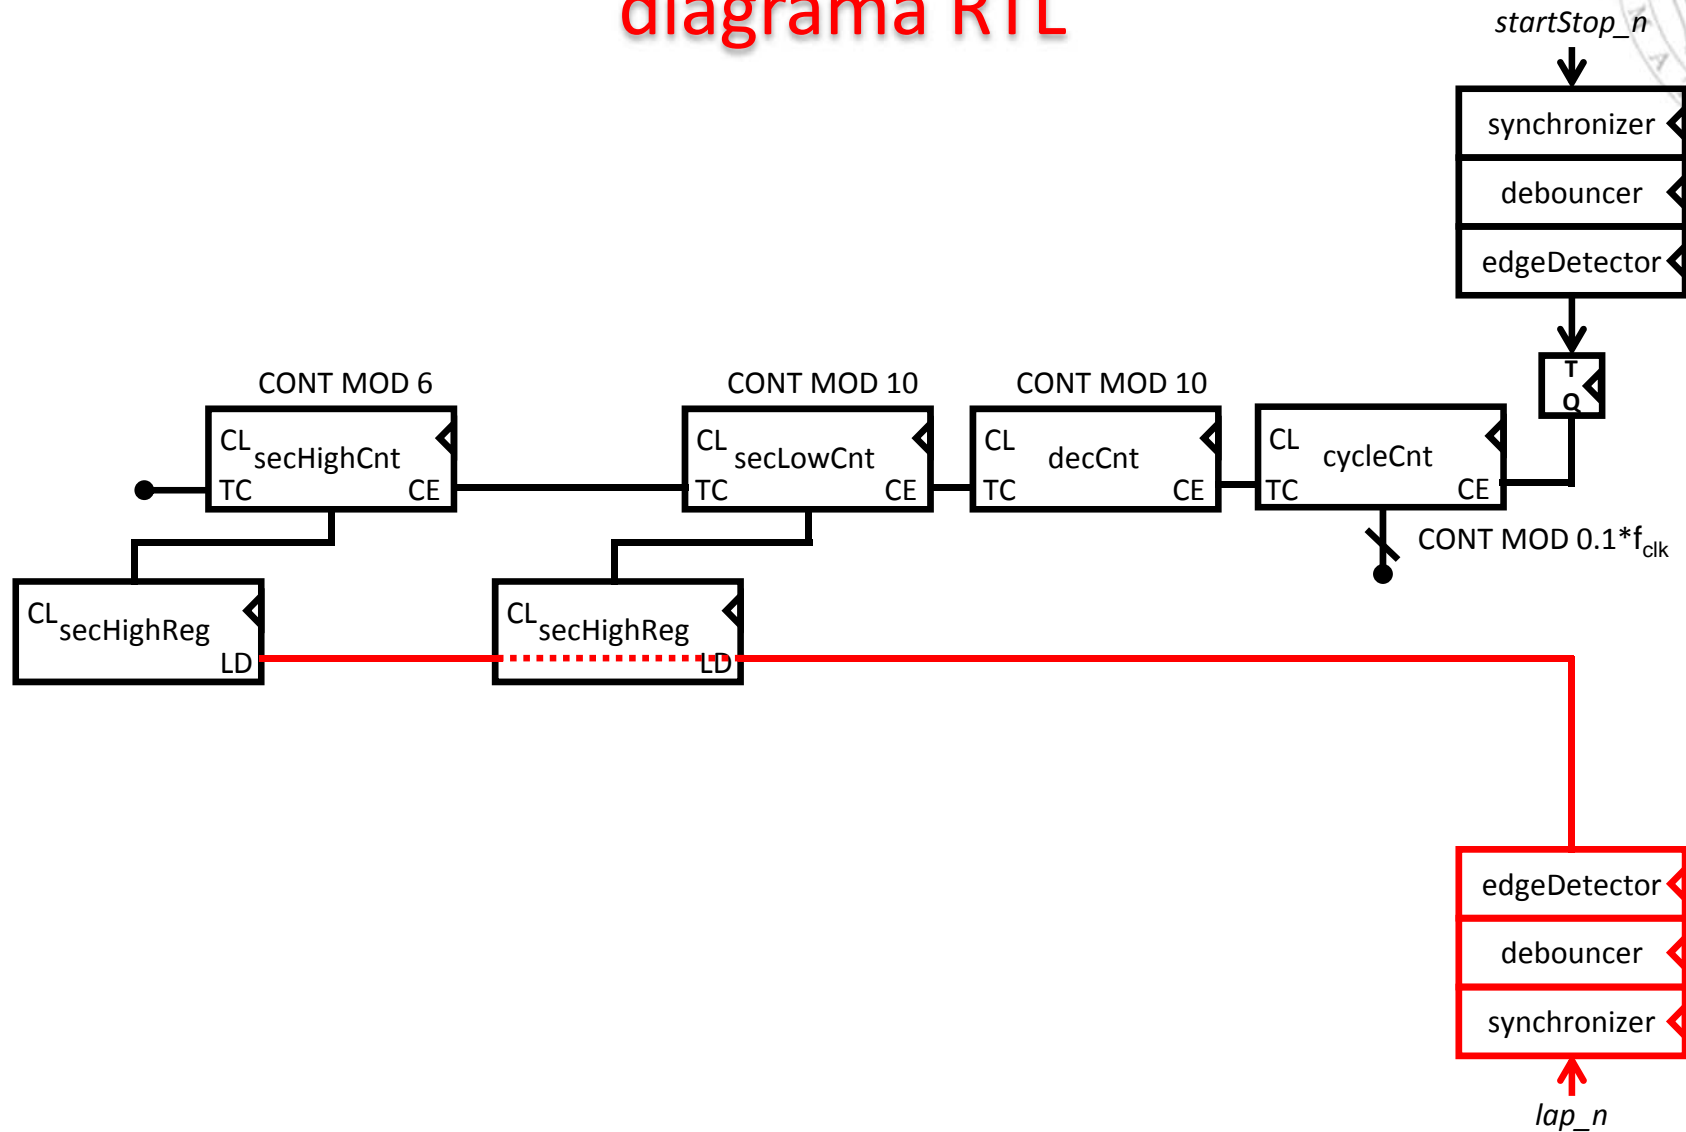 diagrama RTL
startStop_n
synchronizer
debouncer
edgeDetector
T
Q
CONT MOD 6
CONT MOD 10
CONT MOD 10
CL
secHighCnt
TC
CE
CL
secLowCnt
TC
CE
CL
decCnt
TC
CE
CL
cycleCnt
TC
CE
CONT MOD 0.1*fclk
CL
secHighReg
LD
CL
secHighReg
LD
edgeDetector
debouncer
synchronizer
lap_n